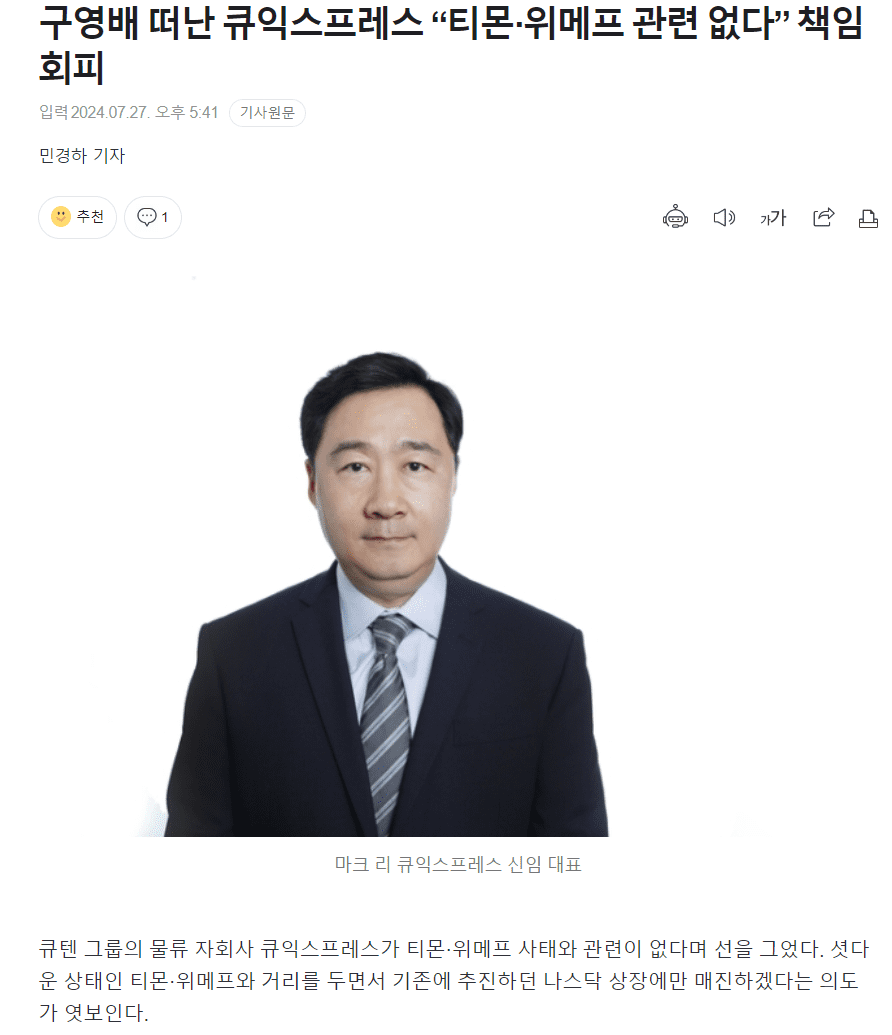 구영배 떠난 큐익스프레스 “티몬·위메프 관련 없다” 책임
회피
입력 2024.07.27. 오후 5:41 기사원문
민경하 기자
추천 1
가가
마크 리 큐익스프레스 신임 대표
큐텐 그룹의 물류 자회사 큐익스프레스가 티몬·위메프 사태와 관련이 없다며 선을 그었다. 셧다
운 상태인 티몬·위메프와 거리를 두면서 기존에 추진하던 나스닥 상장에만 매진하겠다는 의도
가 엿보인다.